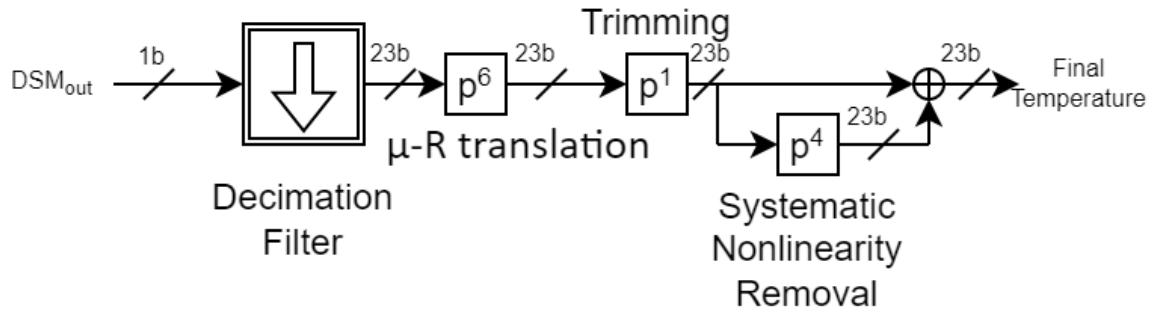 Trimming
1b
23b
23b
23b
23b
DSMout
p6
p1
Final
Temperature
23b
p4
μ-R translation
Decimation
Filter
Systematic
Nonlinearity
Removal